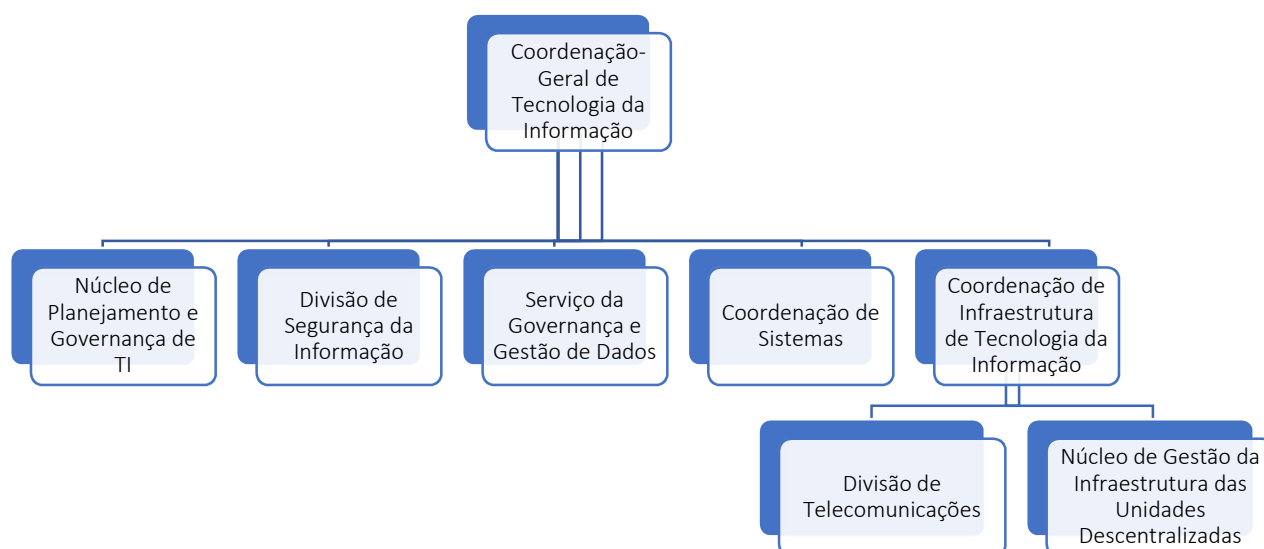 Coordenação-
Geral de
Tecnologia da
Informação
Núcleo de
Planejamento e
Governança de
TI
Divisão de
Segurança da
Informação
Serviço da
Governança e
Gestão de Dados
Coordenação de
Sistemas
Coordenação de
Infraestrutura
de Tecnologia da
Informação
Divisão de
Telecomunicações
Núcleo de Gestão da
Infraestrutura das
Unidades
Descentralizadas